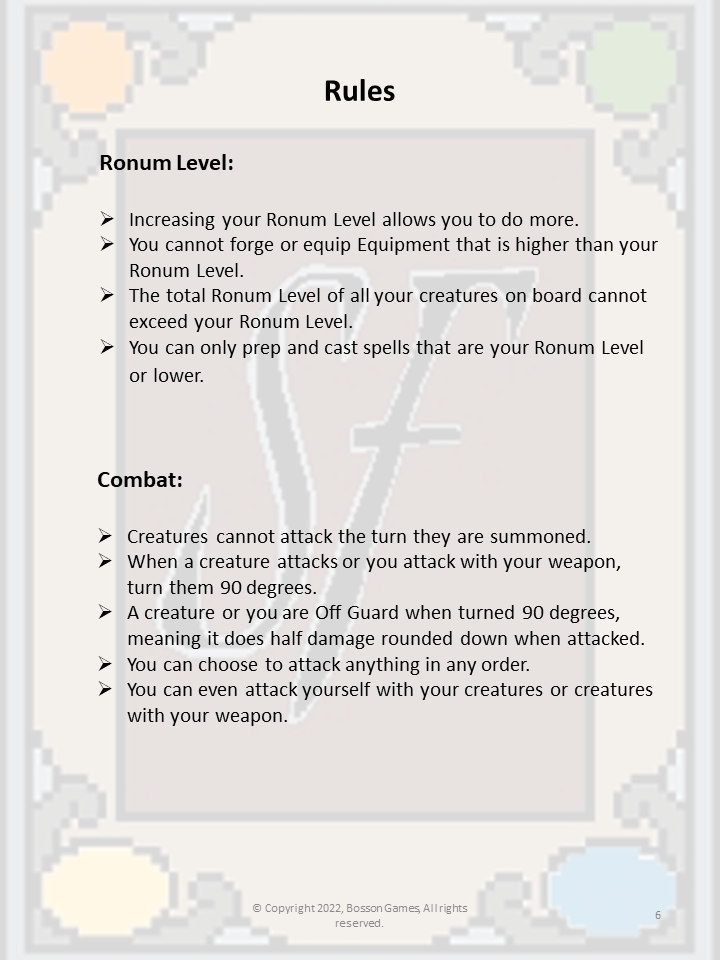 Rules
Ronum Level:
➢ Increasing your Ronum Level allows you to do more.
➢ You cannot forge or equip Equipment that is higher than your
Ronum Level.
➢ The total Ronum Level of all your creatures on board cannot
exceed your Ronum Level.
➢ You can only prep and cast spells that are your Ronum Level
or lower.
Combat:
➢ Creatures cannot attack the turn they are summoned.
➢ When a creature attacks or you attack with your weapon,
turn them 90 degrees.
➢ A creature or you are Off Guard when turned 90 degrees,
meaning it does half damage rounded down when attacked.
➢ You can choose to attack anything in any order.
➢ You can even attack yourself with your creatures or creatures
with your weapon.
SF
© Copyright 2022, Bosson Games, All rights
reserved.
6